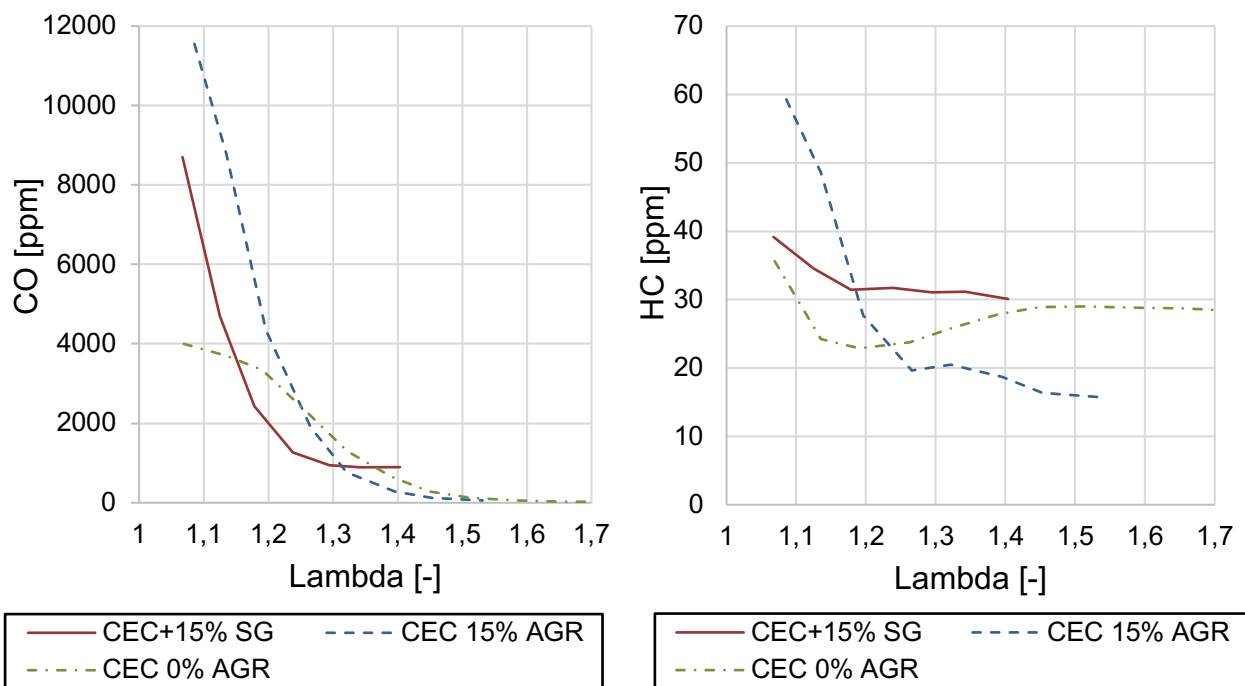 12000
10000
8000
6000
4000
2000
0
CO [ppm]
1 1,1 1,2 1,3 1,4 1,5 1,6 1,7
Lambda [-]
CEC+15% SG CEC 15% AGR
CEC 0% AGR
70
60
50
40
30
20
10
0
HC [ppm]
1 1,1 1,2 1,3 1,4 1,5 1,6 1,7
Lambda [-]
CEC+15% SG CEC 15% AGR
CEC 0% AGR